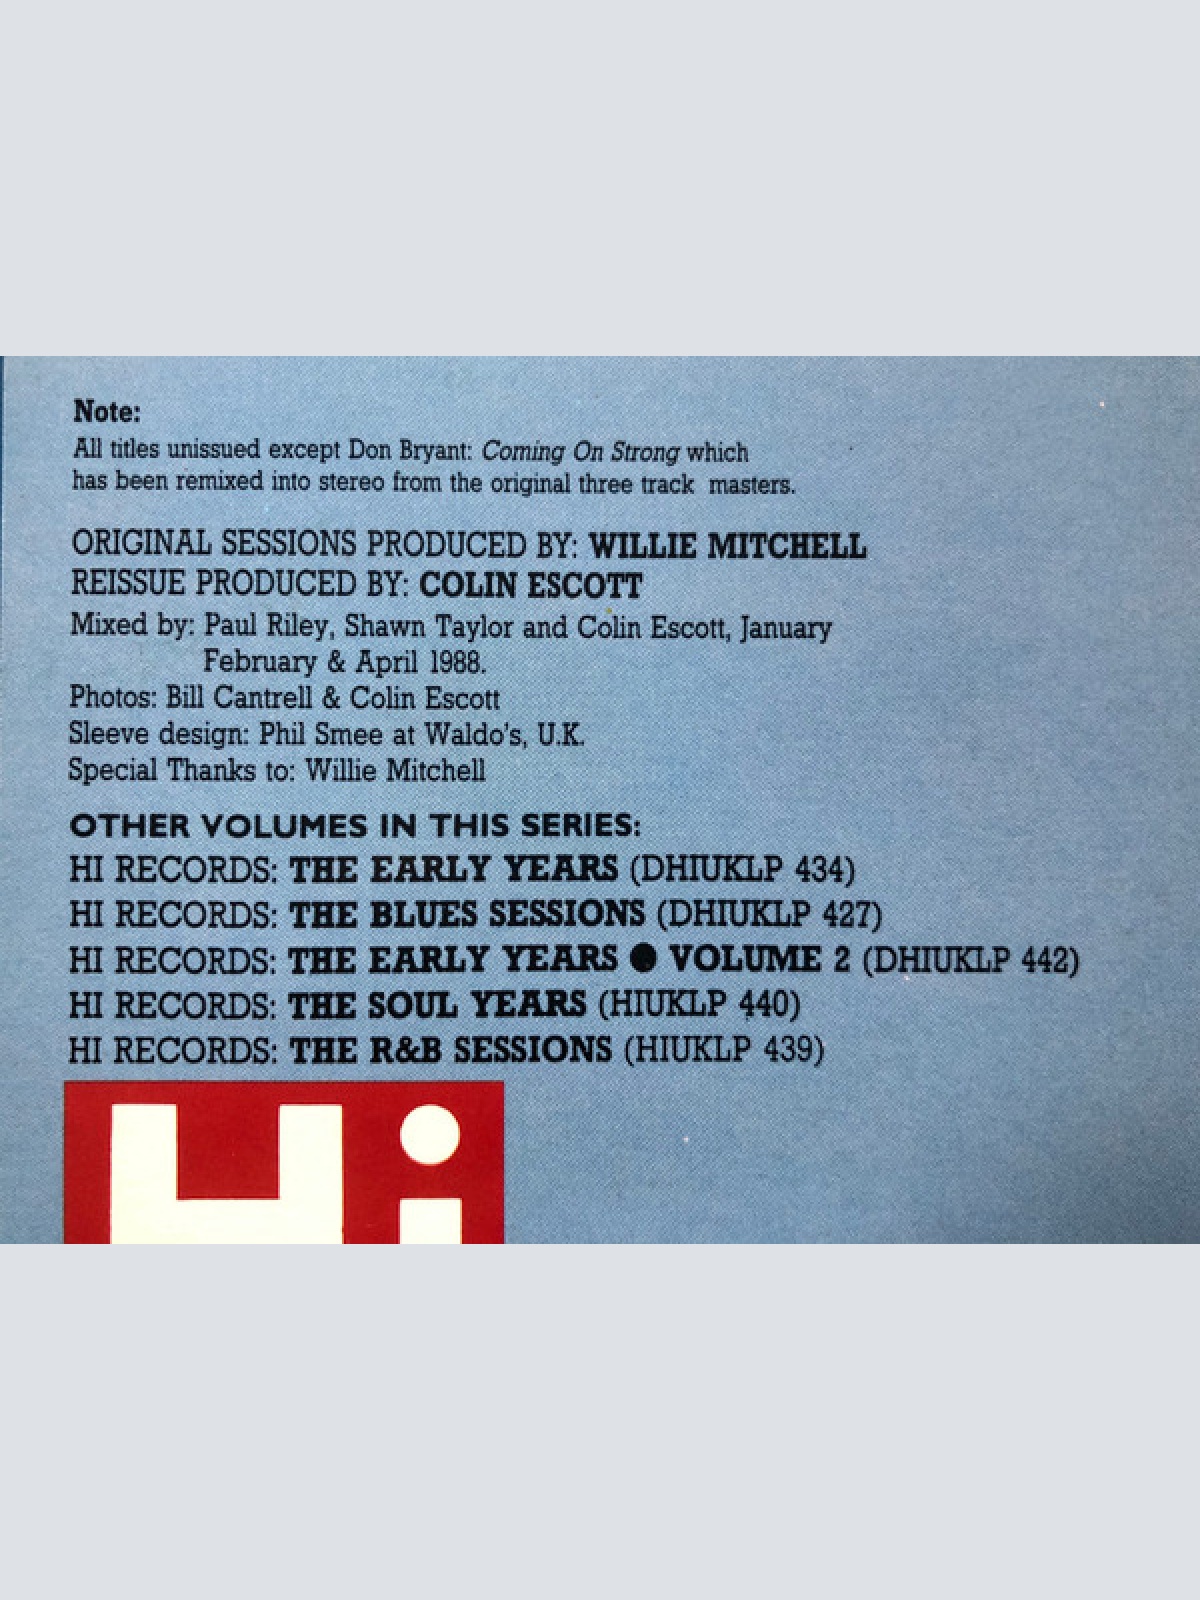 Note:
All titles unissued except Don Bryant: Coming On Strong which
has been remixed into stereo from the original three track masters.
ORIGINAL SESSIONS PRODUCED BY: WILLIE MITCHELL
REISSUE PRODUCED BY: COLIN ESCOTT
Mixed by: Paul Riley, Shawn Taylor and Colin Escott, January
February & April 1988.
Photos: Bill Cantrell & Colin Escott
Sleeve design: Phil Smee at Waldo's, U.K.
Special Thanks to: Willie Mitchell
OTHER VOLUMES IN THIS SERIES:
HI RECORDS: THE EARLY YEARS (DHIUKLP 434)
HI RECORDS: THE BLUES SESSIONS (DHIUKLP 427)
HI RECORDS: THE EARLY YEARS ● VOLUME 2 (DHIUKLP 442)
HI RECORDS: THE SOUL YEARS (HIUKLP 440)
HI RECORDS: THE R&B SESSIONS (HIUKLP 439)
Hi